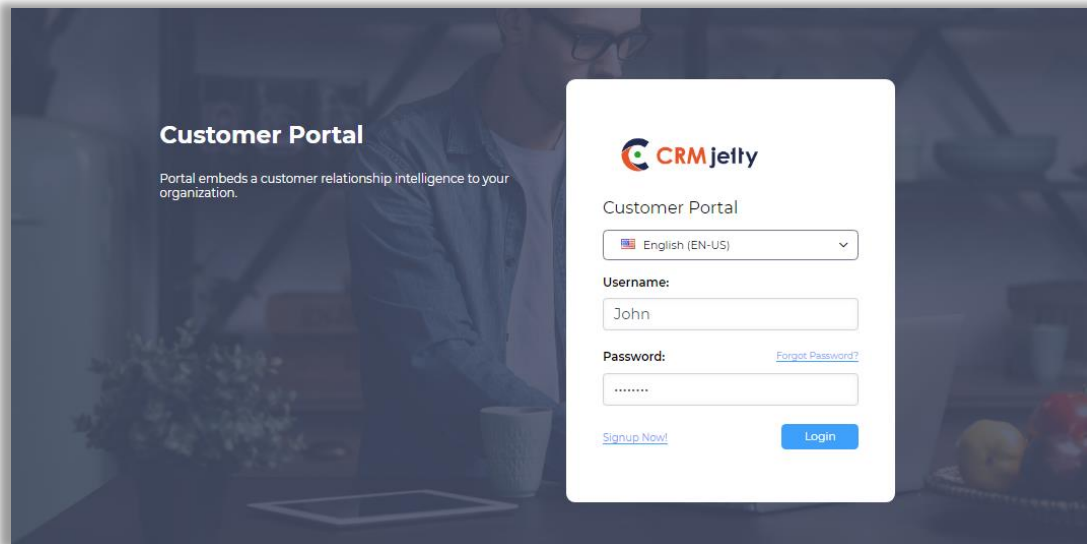 Customer Portal
Portal embeds a customer relationship intelligence to your
organization.
CRMjetty
Customer Portal
English (EN-US)
Username:
John
Password:
Forgot Password?
········
Signup Now!
Login